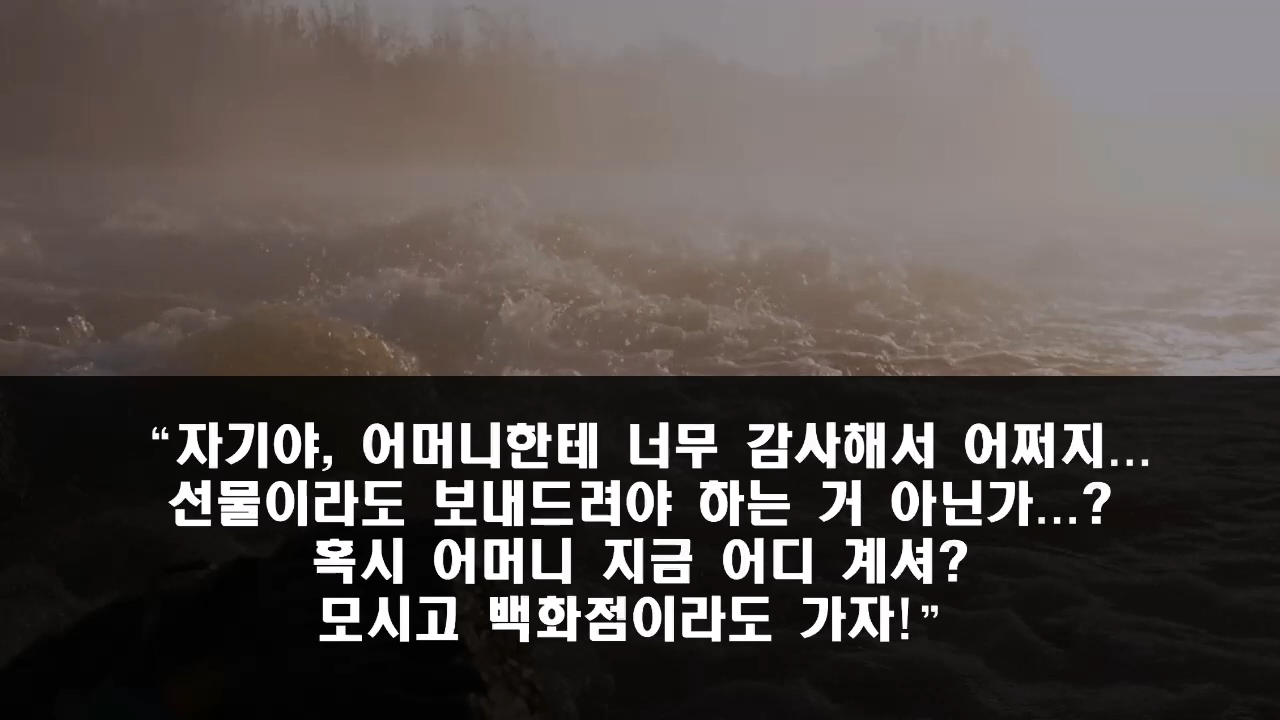 “자기야, 어머니한테 너무 감사해서 어쩌지...
선물이라도 보내드려야 하는 거 아닌가...?
혹시 어머니 지금 어디 계셔?
모시고 백화점이라도 가자!”